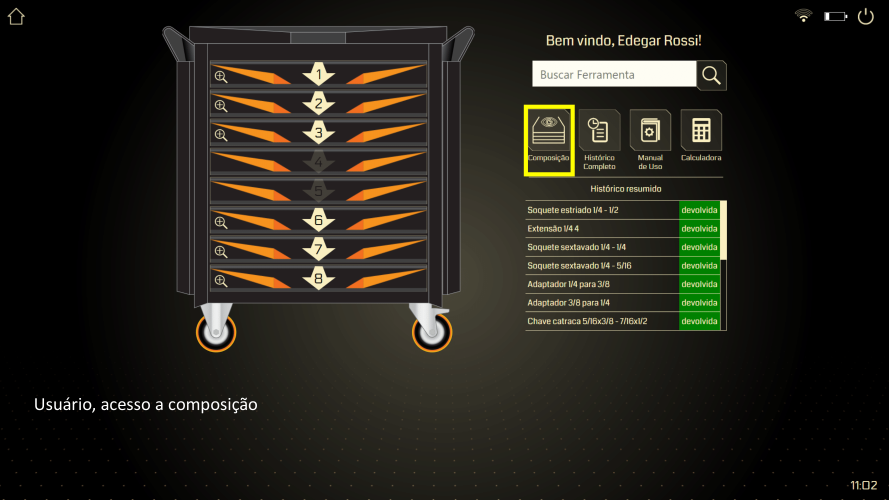 Bem vindo, Edegar Rossi!
Buscar Ferramenta
1
2
3
4
5
6
7
8
Composição
Histórico
Completo
Manual
de Uso
Calculadora
Histórico resumido
Soquete estriado 1/4 - 1/2 devolvida
Extensão 1/4 4 devolvida
Soquete sextavado 1/4 - 1/4 devolvida
Soquete sextavado 1/4 - 5/16 devolvida
Adaptador 1/4 para 3/8 devolvida
Adaptador 3/8 para 1/4 devolvida
Chave catraca 5/16x3/8 - 7/16x1/2 devolvida
Usuário, acesso a composição
11:02